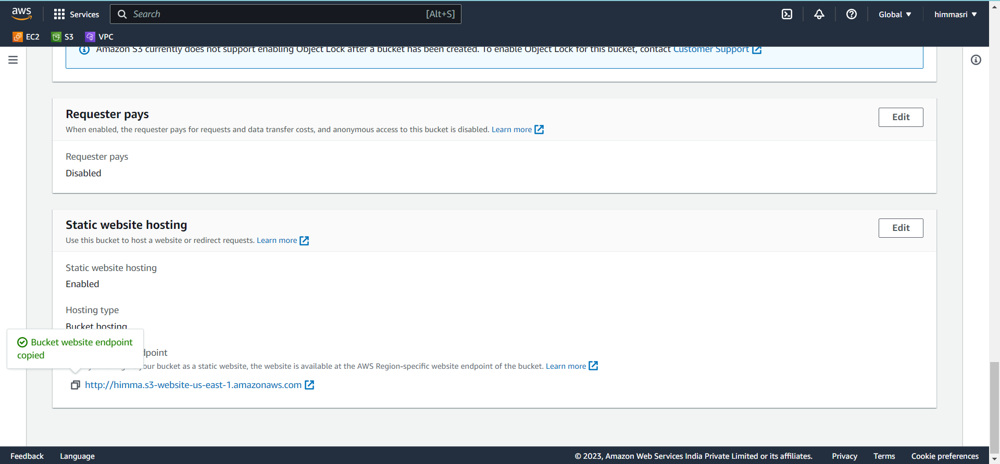 aws
Services
Search [Alt+S]
Global
himmasri
EC2
S3
VPC
Amazon S3 currently does not support enabling Object Lock after a bucket has been created. To enable Object Lock for this bucket, contact Customer Support
Requester pays
Edit
When enabled, the requester pays for requests and data transfer costs, and anonymous access to this bucket is disabled. Learn more
Requester pays
Disabled
Static website hosting
Edit
Use this bucket to host a website or redirect requests. Learn more
Static website hosting
Enabled
Hosting type
Bucket hosting
Bucket website endpoint
copied
dpoint
our bucket as a static website, the website is available at the AWS Region-specific website endpoint of the bucket. Learn more
http://himma.s3-website-us-east-1.amazonaws.com
Feedback
Language
© 2023, Amazon Web Services India Private Limited or its affiliates.
Privacy
Terms
Cookie preferences